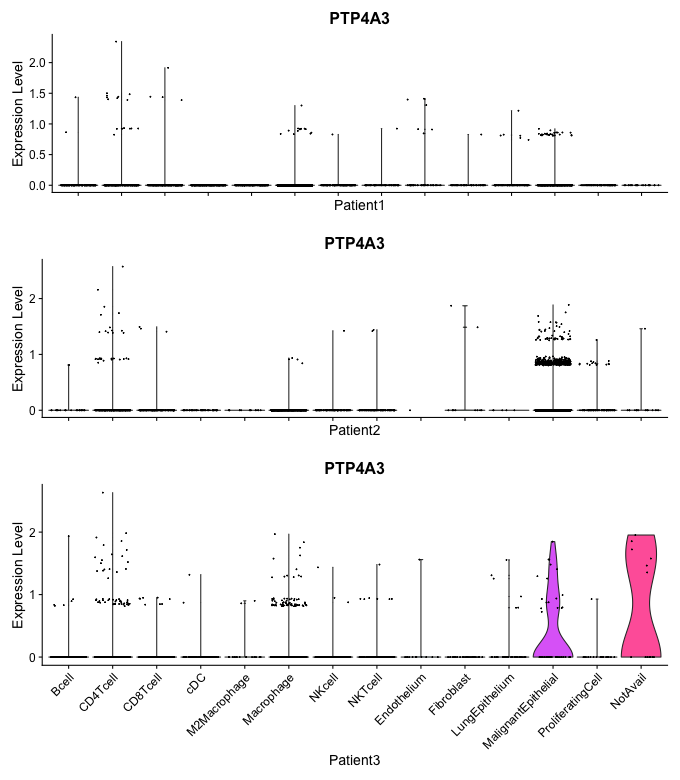 PTP4A3
Expression Level
2.0
1.5
1.0
0.5
0.0
Patient1
PTP4A3
Expression Level
2
1
0
Patient2
PTP4A3
Expression Level
2
1
0
Bcell
CD4Tcell
CD8Tcell
cDC
M2Macrophage
Macrophage
NKcell
NKTcell
Endothelium
Fibroblast
LungEpithelium
MalignantEpithelial
ProliferatingCell
NotAvail
Patient3